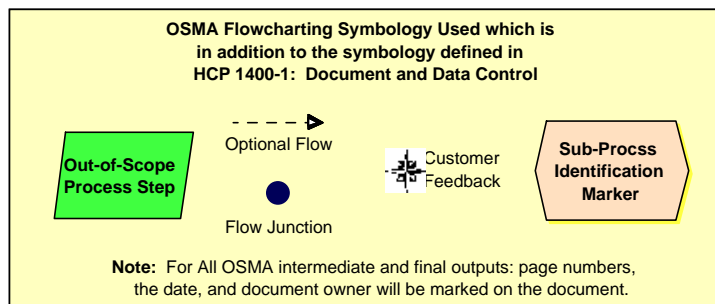 OSMA Flowcharting Symbology Used which is
in addition to the symbology defined in
HCP 1400-1: Document and Data Control
Out-of-Scope
Process Step
Optional Flow
Flow Junction
Customer
Feedback
Sub-Procss
Identification
Marker
Note: For All OSMA intermediate and final outputs: page numbers,
the date, and document owner will be marked on the document.